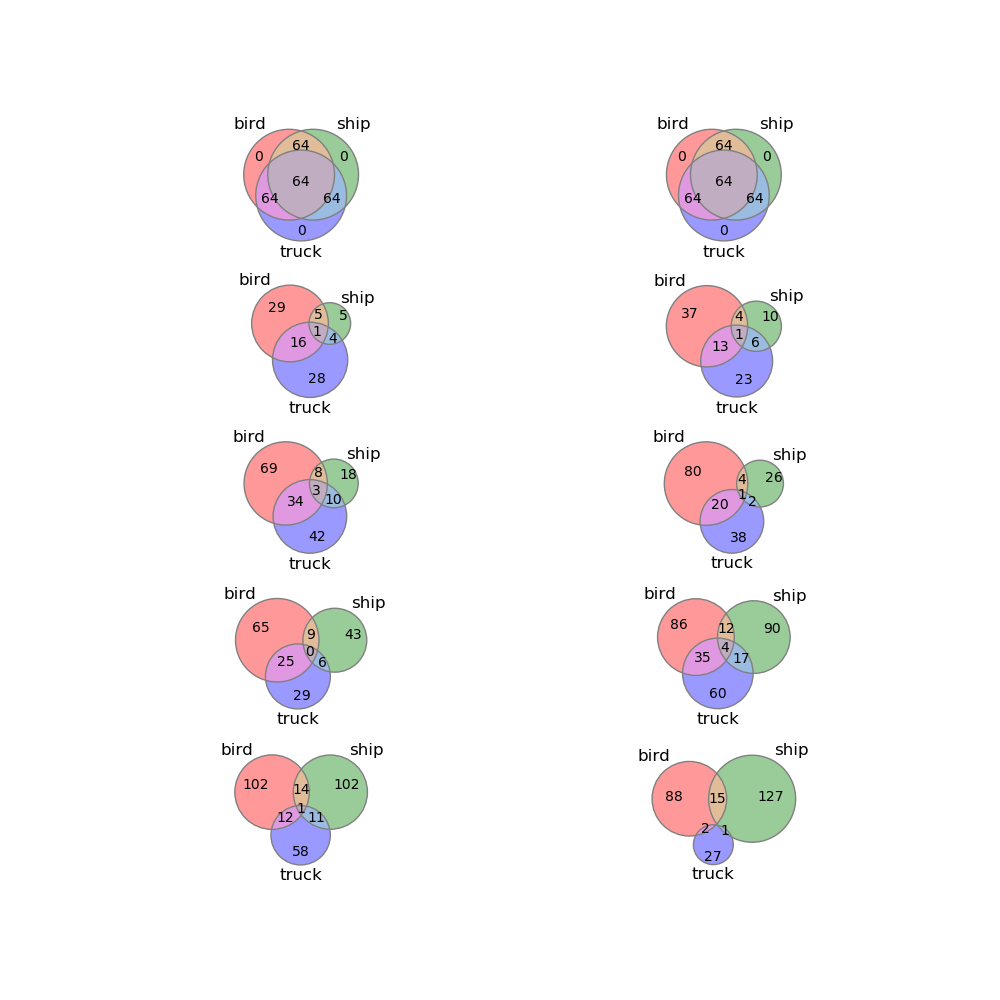 bird ship
64
0 0
64
64 64
0
truck
bird ship
64
0 0
64
64 64
0
truck
bird
ship
29
5 5
1
16 4
28
truck
bird
ship
37
4 10
1
13 6
23
truck
bird
ship
69
8 18
3
34 10
42
truck
bird
ship
80
4 26
1
20 2
38
truck
bird
ship
65
9 43
0
25 6
29
truck
bird
ship
86
12 90
4
35 17
60
truck
bird ship
102 14 102
1
12 11
58
truck
bird
ship
88 15 127
2 1
27
truck